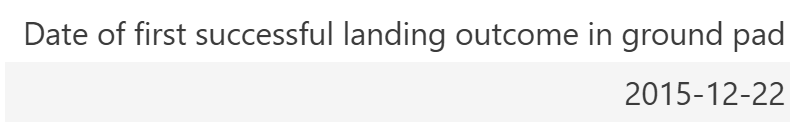 Date of first successful landing outcome in ground pad
2015-12-22